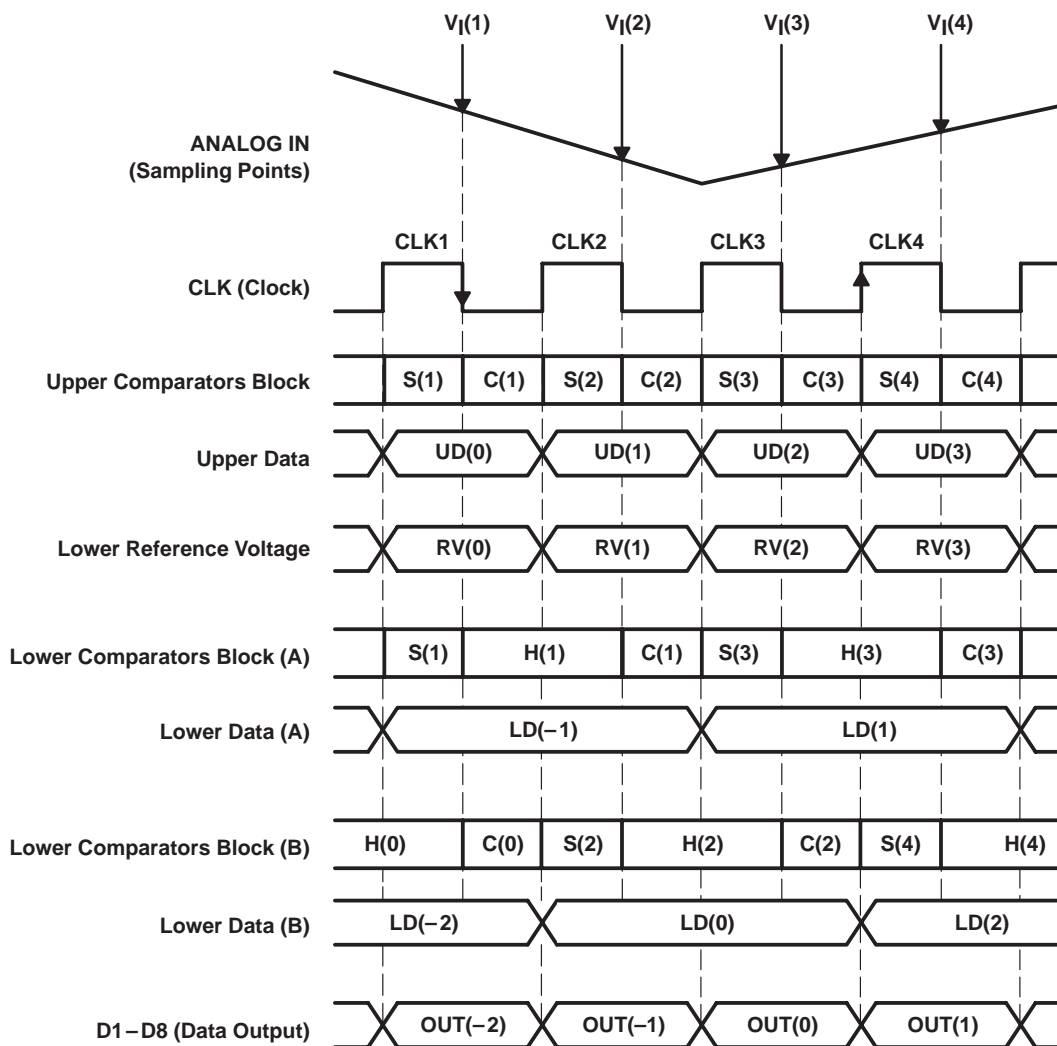 VI(1) VI(2) VI(3) VI(4)
ANALOG IN
(Sampling Points)
CLK1 CLK2 CLK3 CLK4
CLK (Clock)
Upper Comparators Block S(1) C(1) S(2) C(2) S(3) C(3) S(4) C(4)
Upper Data UD(0) UD(1) UD(2) UD(3)
Lower Reference Voltage RV(0) RV(1) RV(2) RV(3)
Lower Comparators Block (A) S(1) H(1) C(1) S(3) H(3) C(3)
Lower Data (A) LD(−1) LD(1)
Lower Comparators Block (B) H(0) C(0) S(2) H(2) C(2) S(4) H(4)
Lower Data (B) LD(−2) LD(0) LD(2)
D1−D8 (Data Output) OUT(−2) OUT(−1) OUT(0) OUT(1)